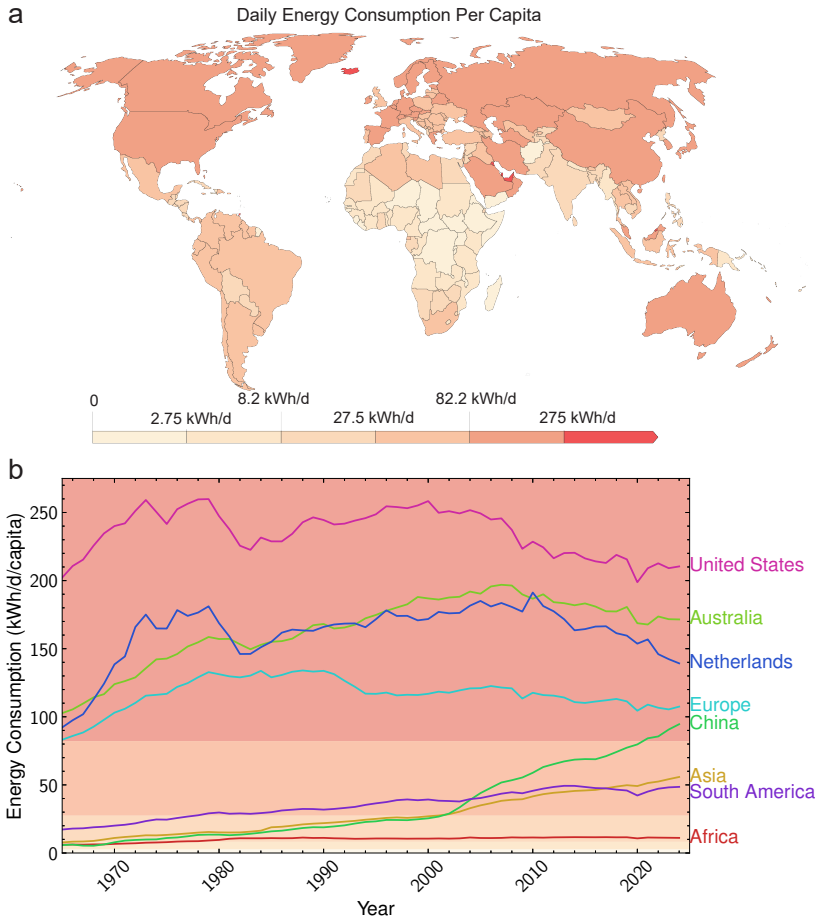 a
Daily Energy Consumption Per Capita
0
8.2 kWh/d
82.2 kWh/d
2.75 kWh/d
27.5 kWh/d
275 kWh/d
b
Energy Consumption (kWh/d/capita)
250
200
150
100
50
0
United States
Australia
Netherlands
Europe
China
Asia
South America
Africa
1970
1980
1990
2000
2010
2020
Year